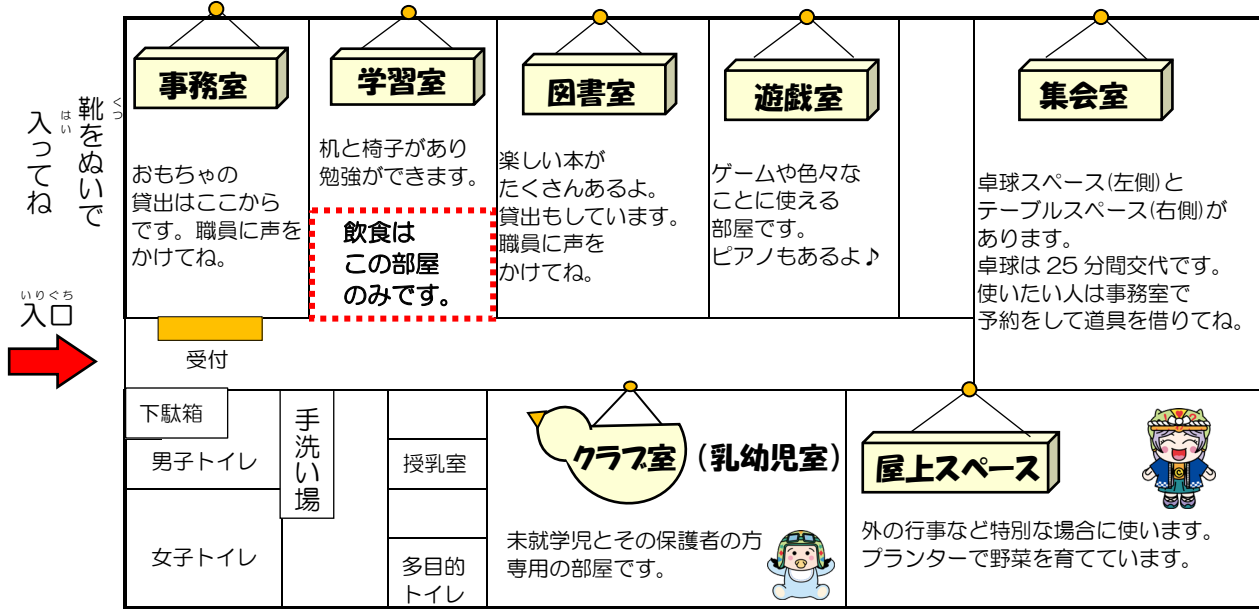 靴をぬいで
くつ
入ってね
はい
入口
いりぐち
事務室
おもちゃの
貸出はここから
です。職員に声を
かけてね。
受付
学習室
机と椅子があり
勉強ができます。
飲食は
この部屋
のみです。
図書室
楽しい本が
たくさんあるよ。
貸出もしています。
職員に声を
かけてね。
遊戯室
ゲームや色々な
ことに使える
部屋です。
ピアノもあるよ♪
集会室
卓球スペース(左側)と
テーブルスペース(右側)が
あります。
卓球は 25 分間交代です。
使いたい人は事務室で
予約をして道具を借りてね。
下駄箱
男子トイレ
女子トイレ
手洗い場
授乳室
多目的
トイレ
クラブ室(乳幼児室)
未就学児とその保護者の方
専用の部屋です。
屋上スペース
外の行事など特別な場合に使います。
プランターで野菜を育てています。